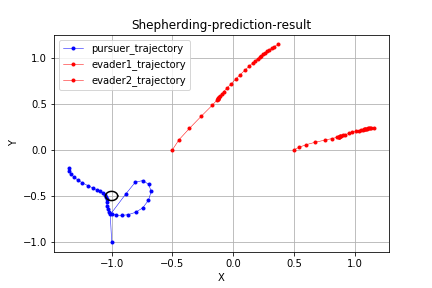 Shepherding-prediction-result
pursuer_trajectory
evader1_trajectory
evader2_trajectory
1.0
0.5
0.0
−0.5
−1.0
Y
−1.0
−0.5
0.0
0.5
1.0
X